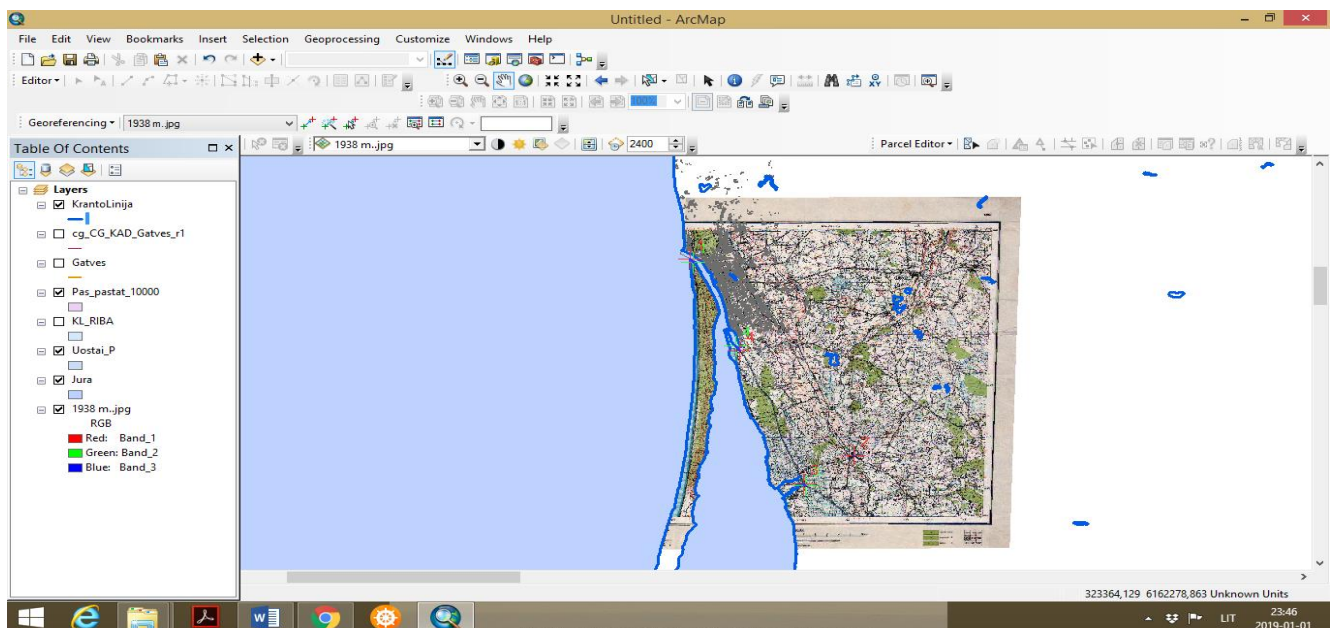 Untitled - ArcMap
File Edit View Bookmarks Insert Selection Geoprocessing Customize Windows Help
Editor
100%
Georeferencing 1938 m..jpg
Table Of Contents
1938 m..jpg 2400 Parcel Editor
Layers
KrantoLinija
cg_CG_KAD_Gatves_r1
Gatves
Pas_pastat_10000
KL_RIBA
Uostai_P
Jura
1938 m..jpg
RGB
Red: Band_1
Green: Band_2
Blue: Band_3
323364,129 6162278,863 Unknown Units
LIT 23:46
2019-01-01